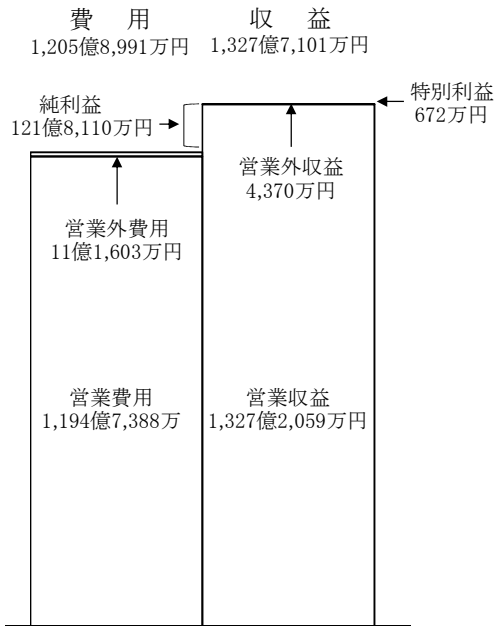 費　用
1,205億8,991万円
収　益
1,327億7,101万円
純利益
121億8,110万円
特別利益
672万円
営業外費用
11億1,603万円
営業外収益
4,370万円
営業費用
1,194億7,388万
営業収益
1,327億2,059万円